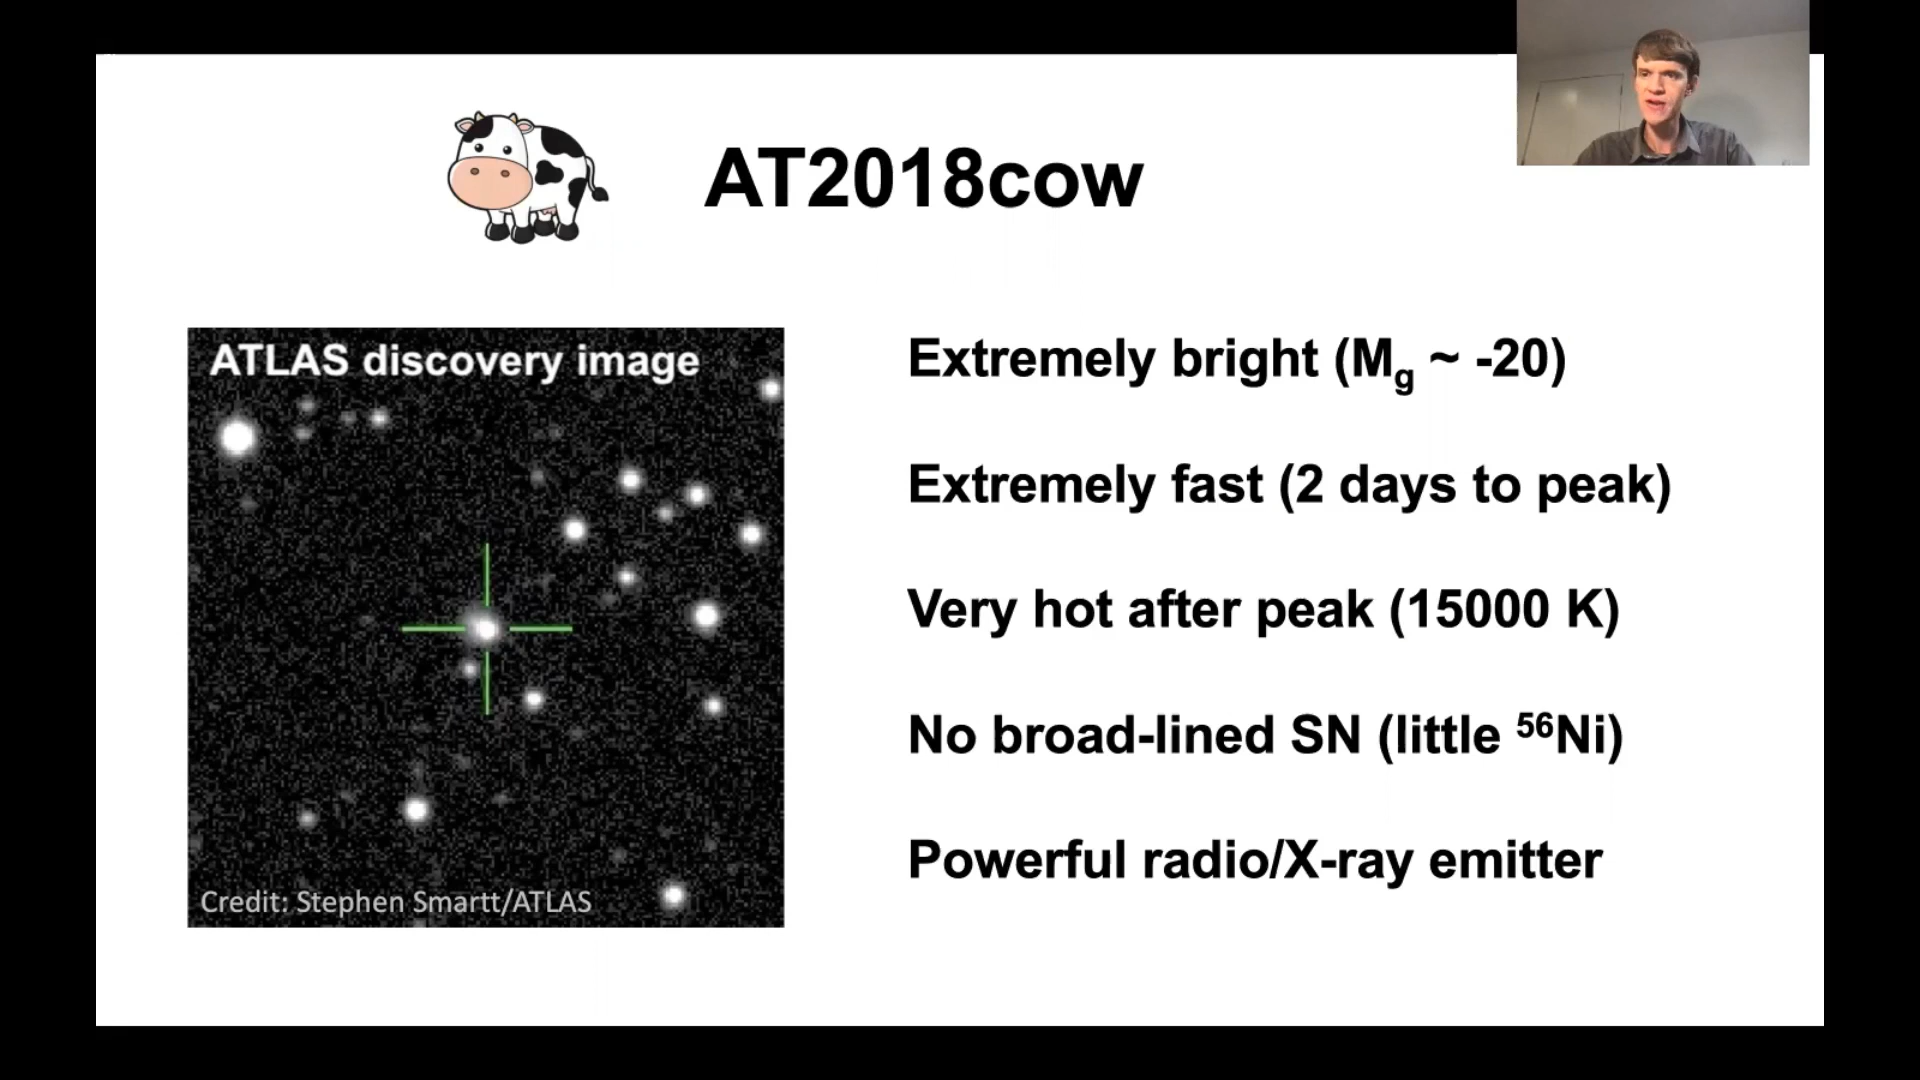 AT2018cow
ATLAS discovery image
Credit: Stephen Smartt/ATLAS
Extremely bright (Mg ~ -20)
Extremely fast (2 days to peak)
Very hot after peak (15000 K)
No broad-lined SN (little ⁵⁶Ni)
Powerful radio/X-ray emitter